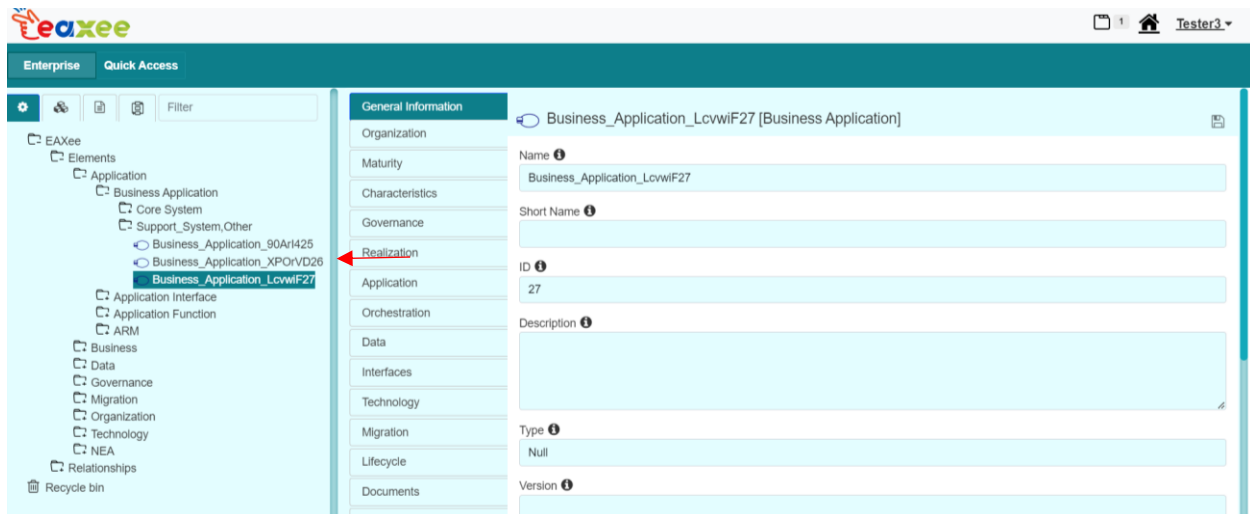 eaxee
1
Tester3
Enterprise
Quick Access
Filter
EAXee
Elements
Application
Business Application
Core System
Support_System,Other
Business_Application_90ArI425
Business_Application_XPOrVD26
Business_Application_LcvwiF27
Application Interface
Application Function
ARM
Business
Data
Governance
Migration
Organization
Technology
NEA
Relationships
Recycle bin
General Information
Organization
Maturity
Characteristics
Governance
Realization
Application
Orchestration
Data
Interfaces
Technology
Migration
Lifecycle
Documents
Business_Application_LcvwiF27 [Business Application]
Name
Business_Application_LcvwiF27
Short Name
ID
27
Description
Type
Null
Version